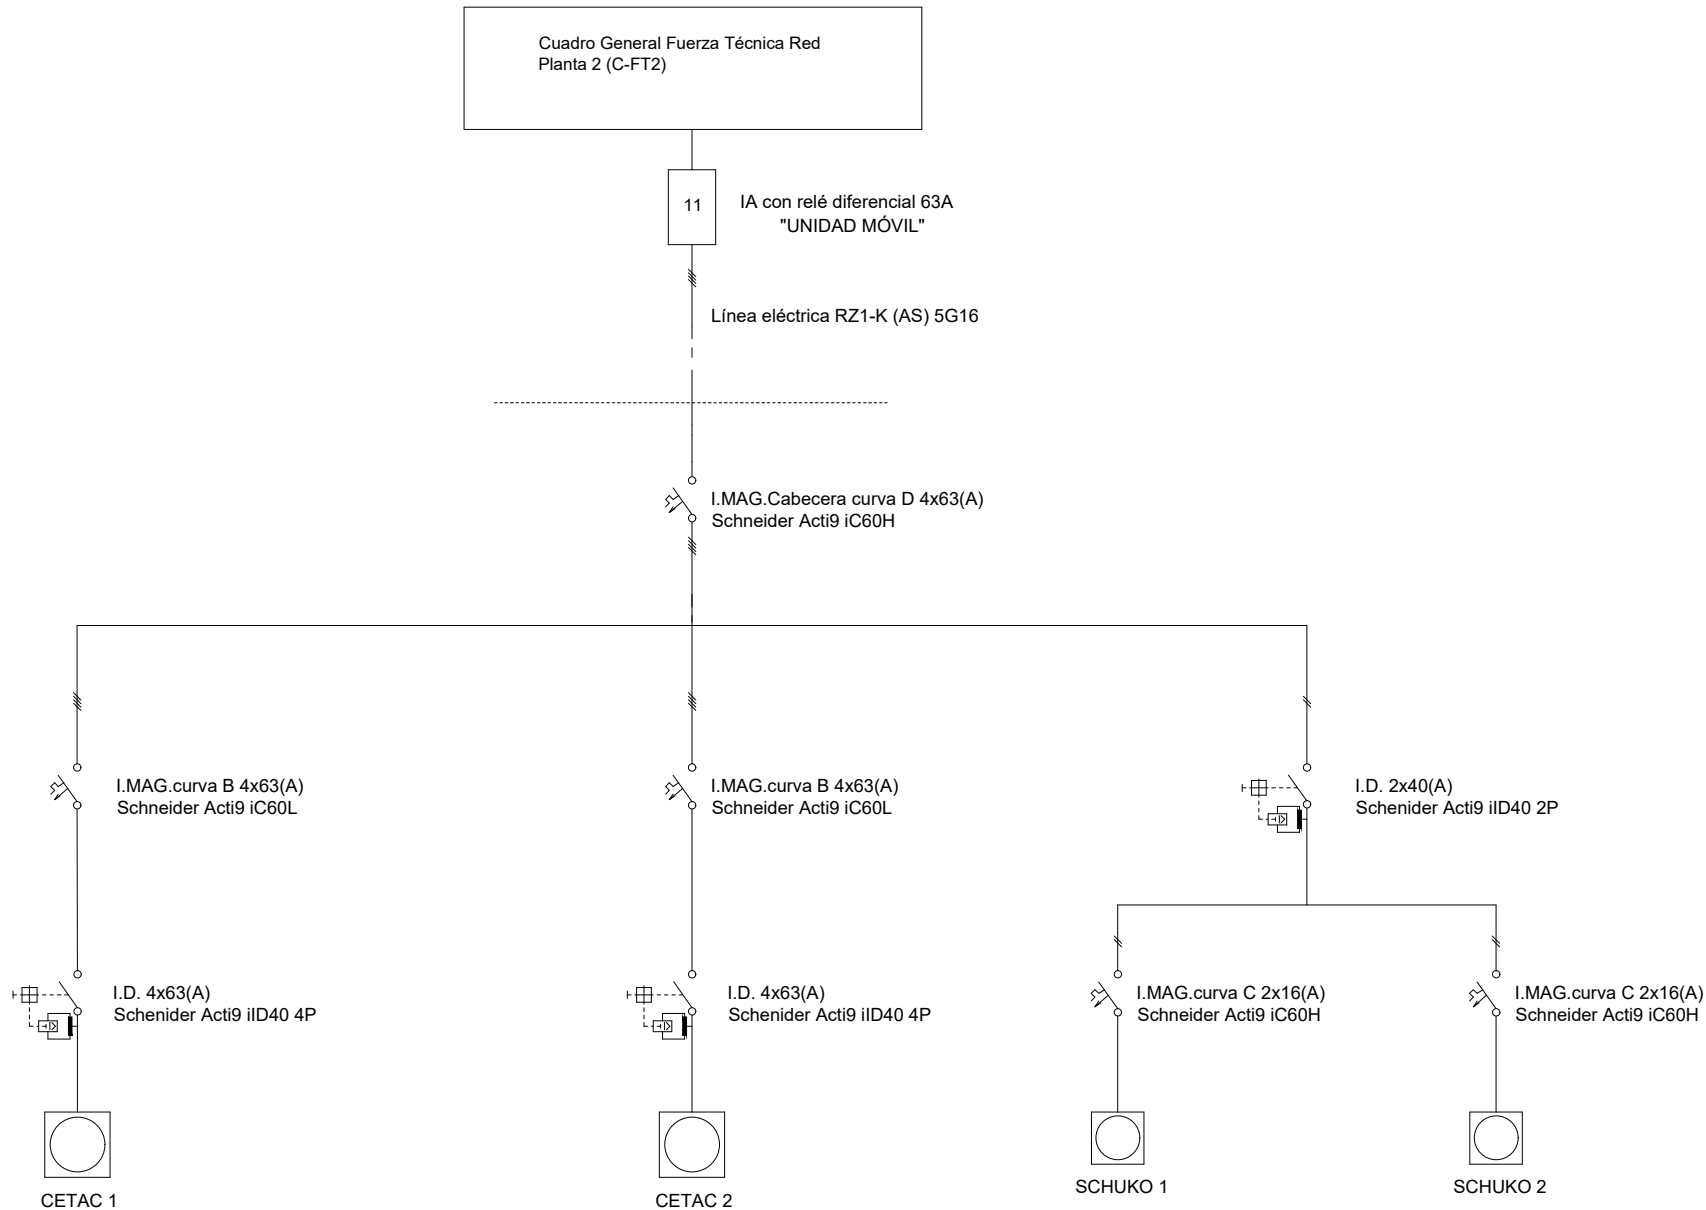 Cuadro General Fuerza Técnica Red
Planta 2 (C-FT2)
11
IA con relé diferencial 63A
"UNIDAD MÓVIL"
Línea eléctrica RZ1-K (AS) 5G16
I.MAG.Cabecera curva D 4x63(A)
Schneider Acti9 iC60H
I.MAG.curva B 4x63(A)
Schneider Acti9 iC60L
I.MAG.curva B 4x63(A)
Schneider Acti9 iC60L
I.D. 2x40(A)
Schenider Acti9 iID40 2P
I.D. 4x63(A)
Schenider Acti9 iID40 4P
I.D. 4x63(A)
Schenider Acti9 iID40 4P
I.MAG.curva C 2x16(A)
Schneider Acti9 iC60H
I.MAG.curva C 2x16(A)
Schneider Acti9 iC60H
CETAC 1
CETAC 2
SCHUKO 1
SCHUKO 2